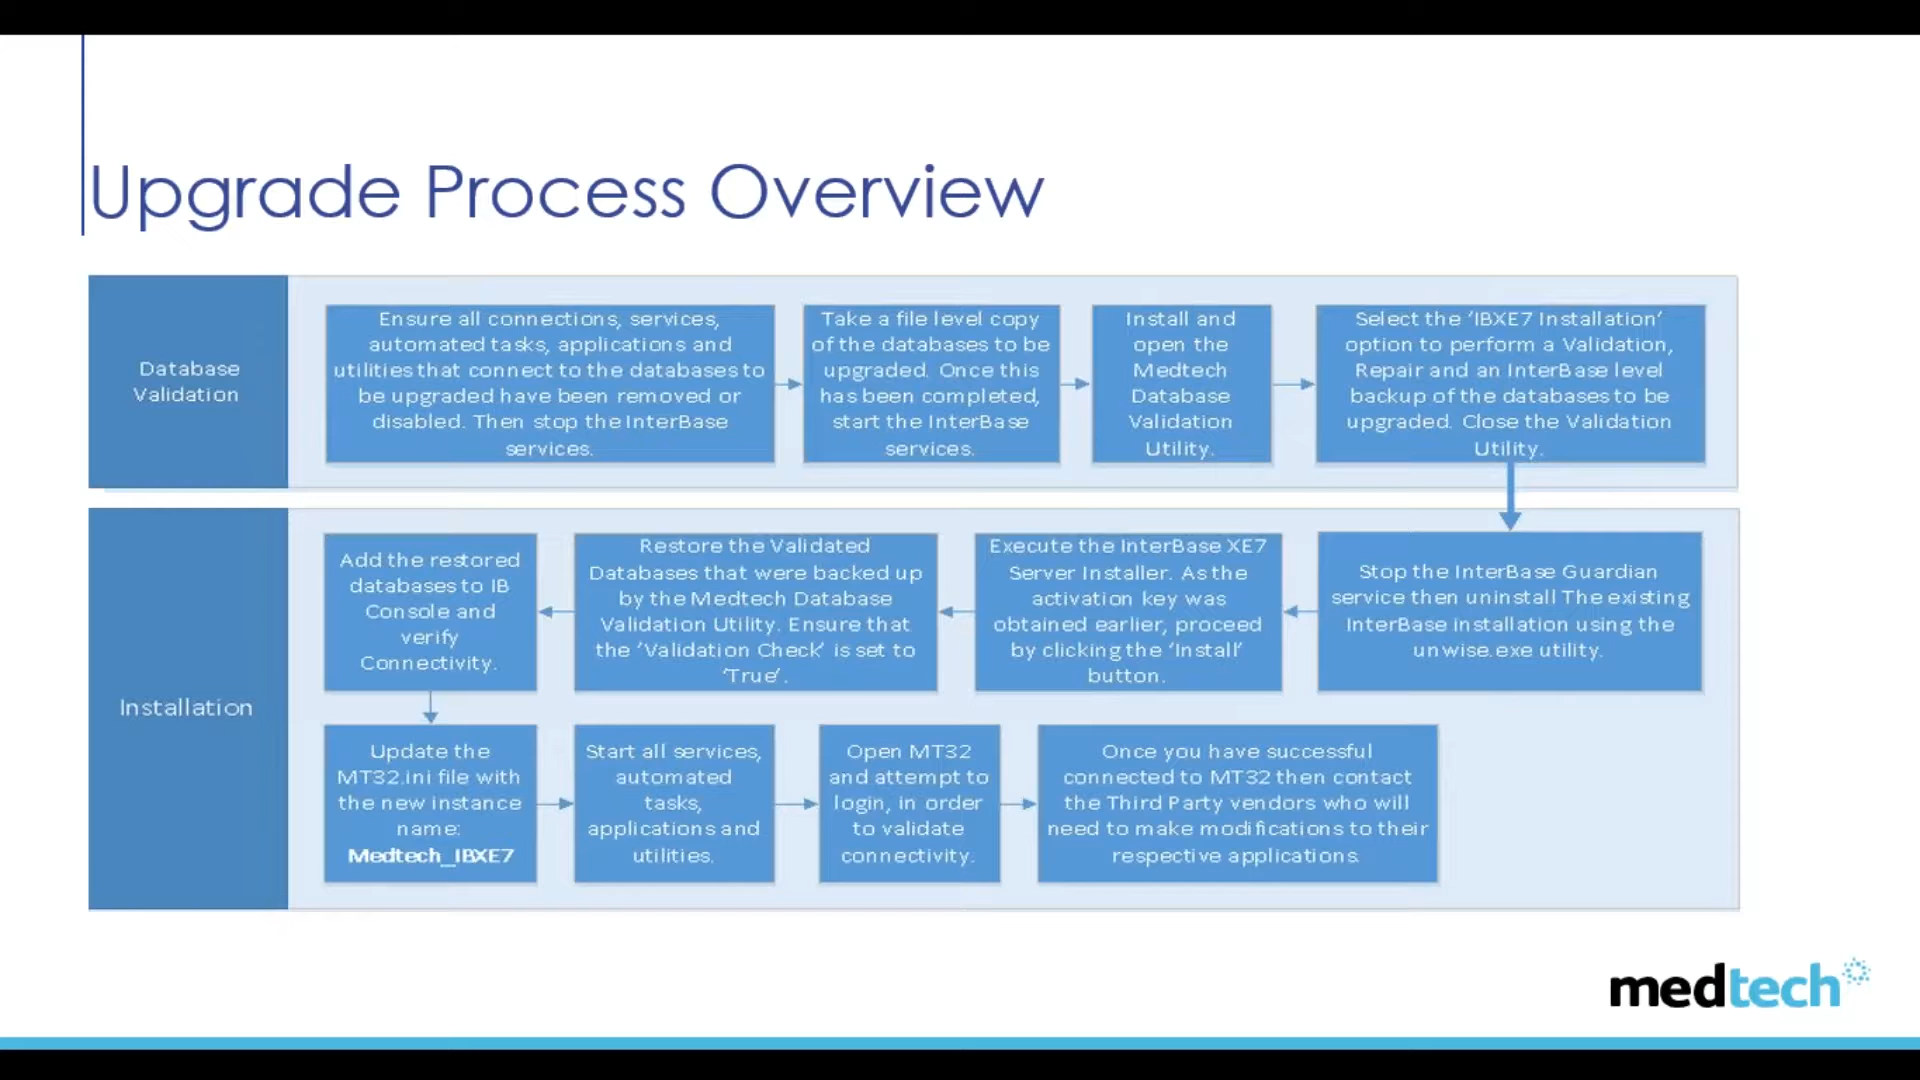 Upgrade Process Overview
Database
Validation
Ensure all connections, services,
automated tasks, applications and
utilities that connect to the databases to
be upgraded have been removed or
disabled. Then stop the InterBase
services.
Take a file level copy
of the databases to be
upgraded. Once this
has been completed,
start the InterBase
services.
Install and
open the
Medtech
Database
Validation
Utility.
Select the 'IBXE7 Installation'
option to perform a Validation,
Repair and an InterBase level
backup of the databases to be
upgraded. Close the Validation
Utility.
Installation
Stop the InterBase Guardian
service then uninstall The existing
InterBase installation using the
unwise.exe utility.
Execute the InterBase XE7
Server Installer. As the
activation key was
obtained earlier, proceed
by clicking the 'Install'
button.
Restore the Validated
Databases that were backed up
by the Medtech Database
Validation Utility. Ensure that
the 'Validation Check' is set to
'True'.
Add the restored
databases to IB
Console and
verify
Connectivity.
Update the
MT32.ini file with
the new instance
name:
Medtech_IBXE7
Start all services,
automated
tasks,
applications and
utilities.
Open MT32
and attempt to
login, in order
to validate
connectivity.
Once you have successful
connected to MT32 then contact
the Third Party vendors who will
need to make modifications to their
respective applications.
medtech